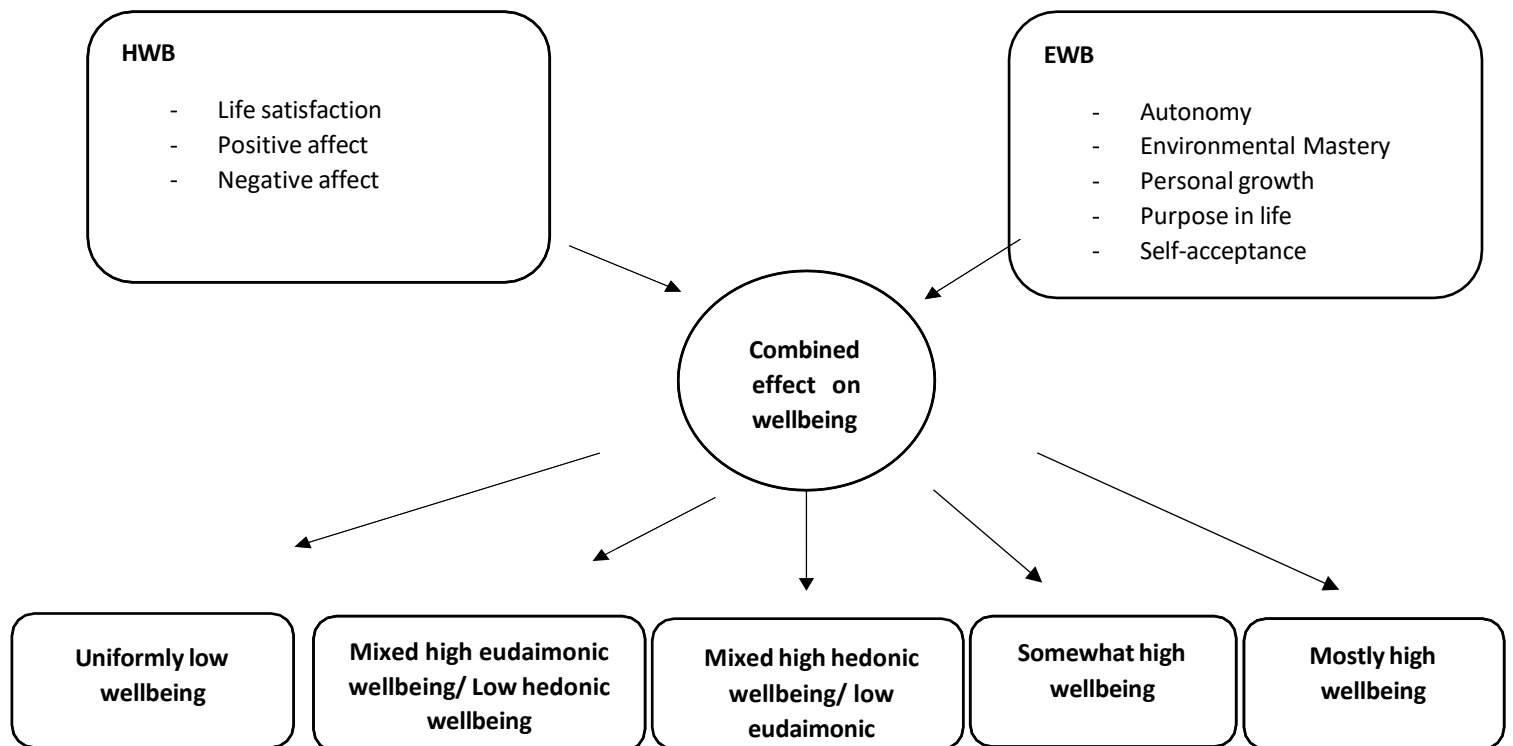 HWB
- Life satisfaction
- Positive affect
- Negative affect
EWB
- Autonomy
- Environmental Mastery
- Personal growth
- Purpose in life
- Self-acceptance
Combined
effect on
wellbeing
Uniformly low
wellbeing
Mixed high eudaimonic
wellbeing/ Low hedonic
wellbeing
Mixed high hedonic
wellbeing/ low
eudaimonic
Somewhat high
wellbeing
Mostly high
wellbeing